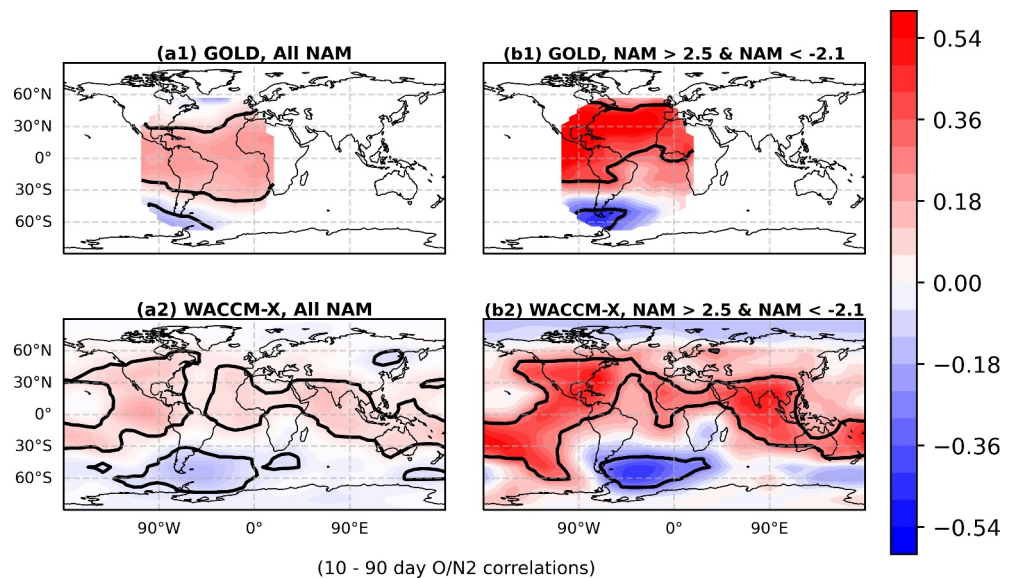 (a1) GOLD, All NAM
(b1) GOLD, NAM > 2.5 & NAM < -2.1
60°N
30°N
0°
30°S
60°S
(a2) WACCM-X, All NAM
(b2) WACCM-X, NAM > 2.5 & NAM < -2.1
60°N
30°N
0°
30°S
60°S
90°W
0°
90°E
90°W
0°
90°E
(10 - 90 day O/N2 correlations)
0.54
0.36
0.18
0.00
−0.18
−0.36
−0.54